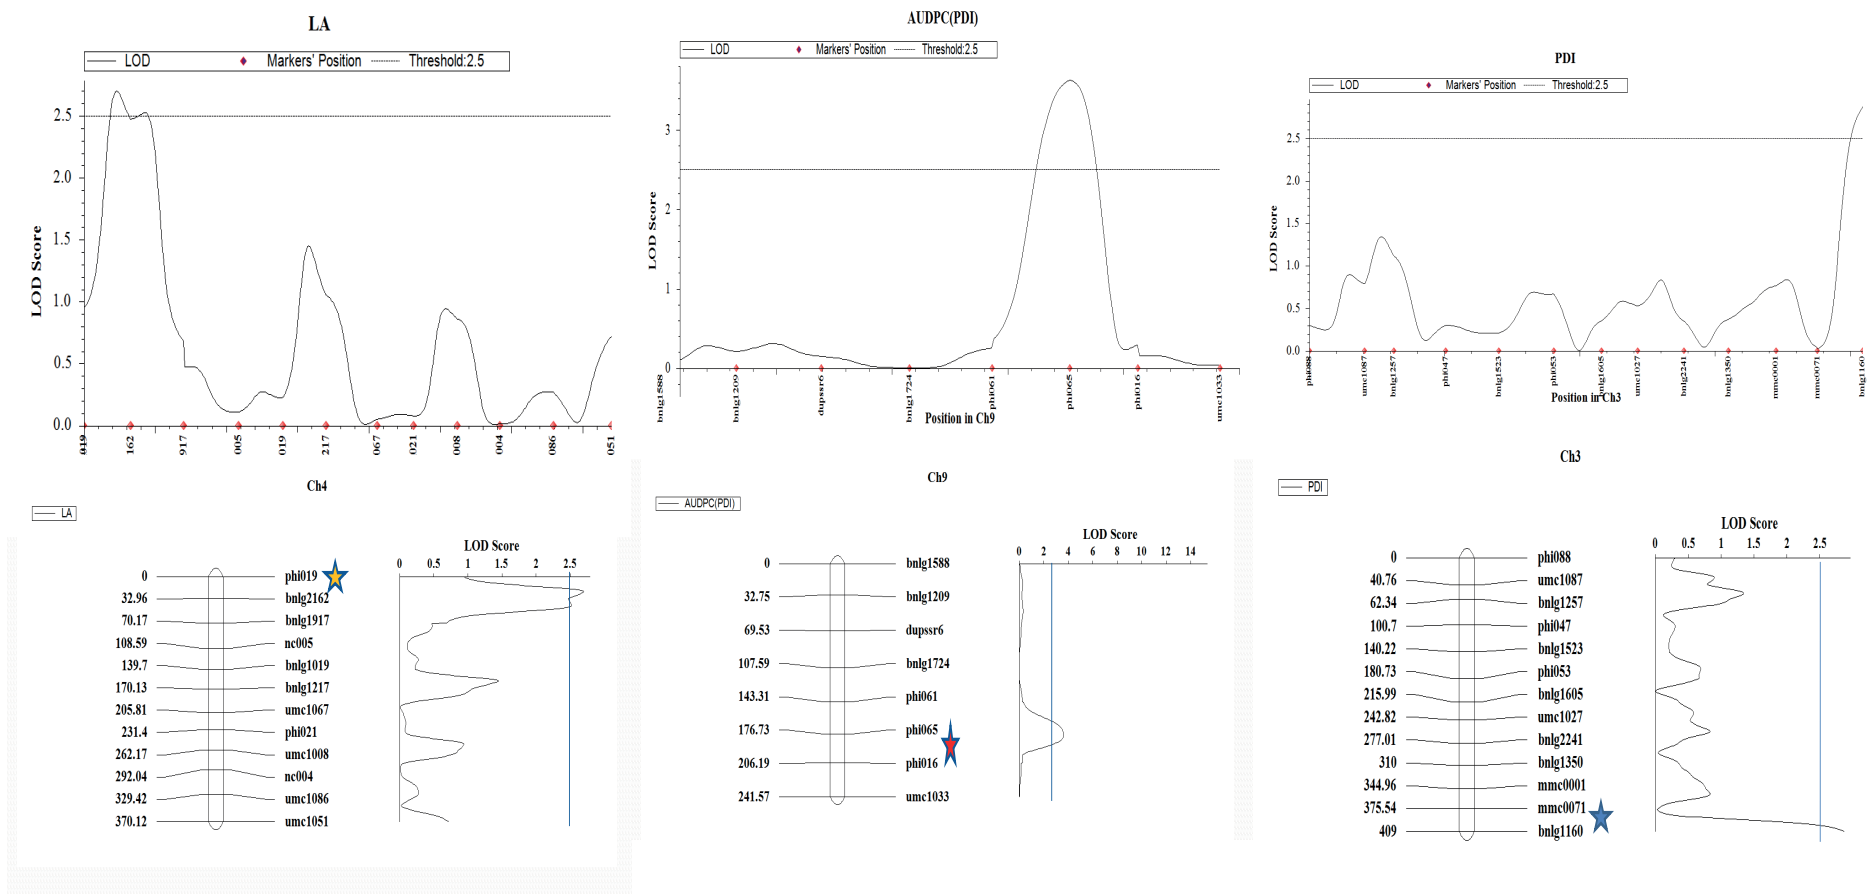 LA
LOD Markers' Position Threshold:2.5
2.5
2.0
1.5
1.0
0.5
0.0
LOD Score
019 162 917 005 019 217 067 021 008 004 086 051
AUDPC(PDI)
LOD Markers' Position Threshold:2.5
3
2
1
0
LOD Score
bnlg1588 bnlg1209 dupssr6 bnlg1724 phi061 phi065 phi016 umc1033
Position in Ch9
PDI
LOD Markers' Position Threshold:2.5
2.5
2.0
1.5
1.0
0.5
0.0
LOD Score
phi088 umc1087 bnlg1257 phi047 bnlg1523 phi053 bnlg1605 umc1027 bnlg2241 bnlg1350 mmc0001 mmc0071 bnlg1160
Position in Ch3
Ch4
LA
LOD Score
0 0.5 1 1.5 2 2.5
0 phi019
32.96 bnlg2162
70.17 bnlg1917
108.59 nc005
139.7 bnlg1019
170.13 bnlg1217
205.81 umc1067
231.4 phi021
262.17 umc1008
292.04 nc004
329.42 umc1086
370.12 umc1051
Ch9
AUDPC(PDI)
LOD Score
0 2 4 6 8 10 12 14
0 bnlg1588
32.75 bnlg1209
69.53 dupssr6
107.59 bnlg1724
143.31 phi061
176.73 phi065
206.19 phi016
241.57 umc1033
Ch3
PDI
LOD Score
0 0.5 1 1.5 2 2.5
0 phi088
40.76 umc1087
62.34 bnlg1257
100.7 phi047
140.22 bnlg1523
180.73 phi053
215.99 bnlg1605
242.82 umc1027
277.01 bnlg2241
310 bnlg1350
344.96 mmc0001
375.54 mmc0071
409 bnlg1160